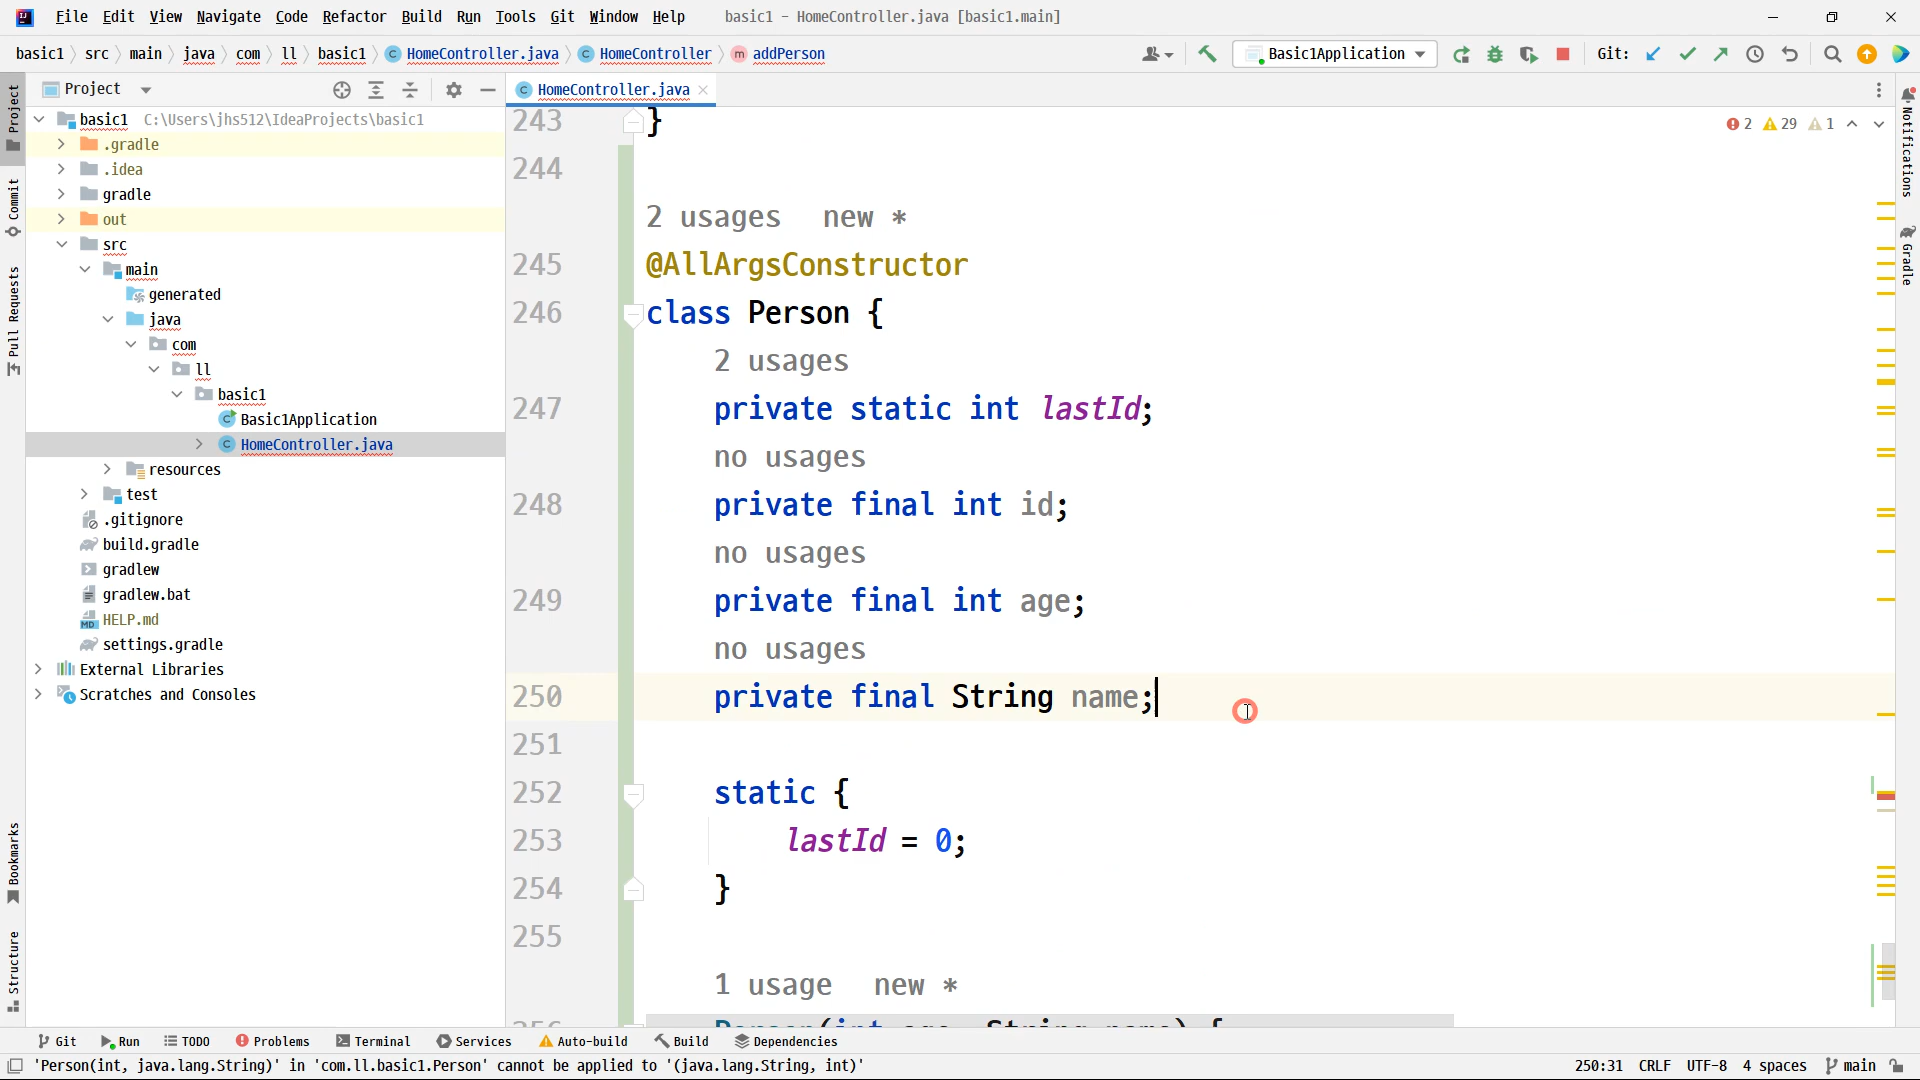 File Edit View Navigate Code Refactor Build Run Tools Git Window Help basic1 - HomeController.java [basic1.main]
basic1 src main java com ll basic1 HomeController.java HomeController addPerson Basic1Application Git:
Project
HomeController.java
basic1 C:\Users\jhs512\IdeaProjects\basic1
.gradle
.idea
gradle
out
src
main
generated
java
com
ll
basic1
Basic1Application
HomeController.java
resources
test
.gitignore
build.gradle
gradlew
gradlew.bat
HELP.md
settings.gradle
External Libraries
Scratches and Consoles
Project
Commit
Pull Requests
Bookmarks
Structure
2 29 1
243 }
244
2 usages new *
245 @AllArgsConstructor
246 class Person {
2 usages
247 private static int lastId;
no usages
248 private final int id;
no usages
249 private final int age;
no usages
250 private final String name;
251
252 static {
253 lastId = 0;
254 }
255
1 usage new *
Notifications
Gradle
Git Run TODO Problems Terminal Services Auto-build Build Dependencies
'Person(int, java.lang.String)' in 'com.ll.basic1.Person' cannot be applied to '(java.lang.String, int)' 250:31 CRLF UTF-8 4 spaces main